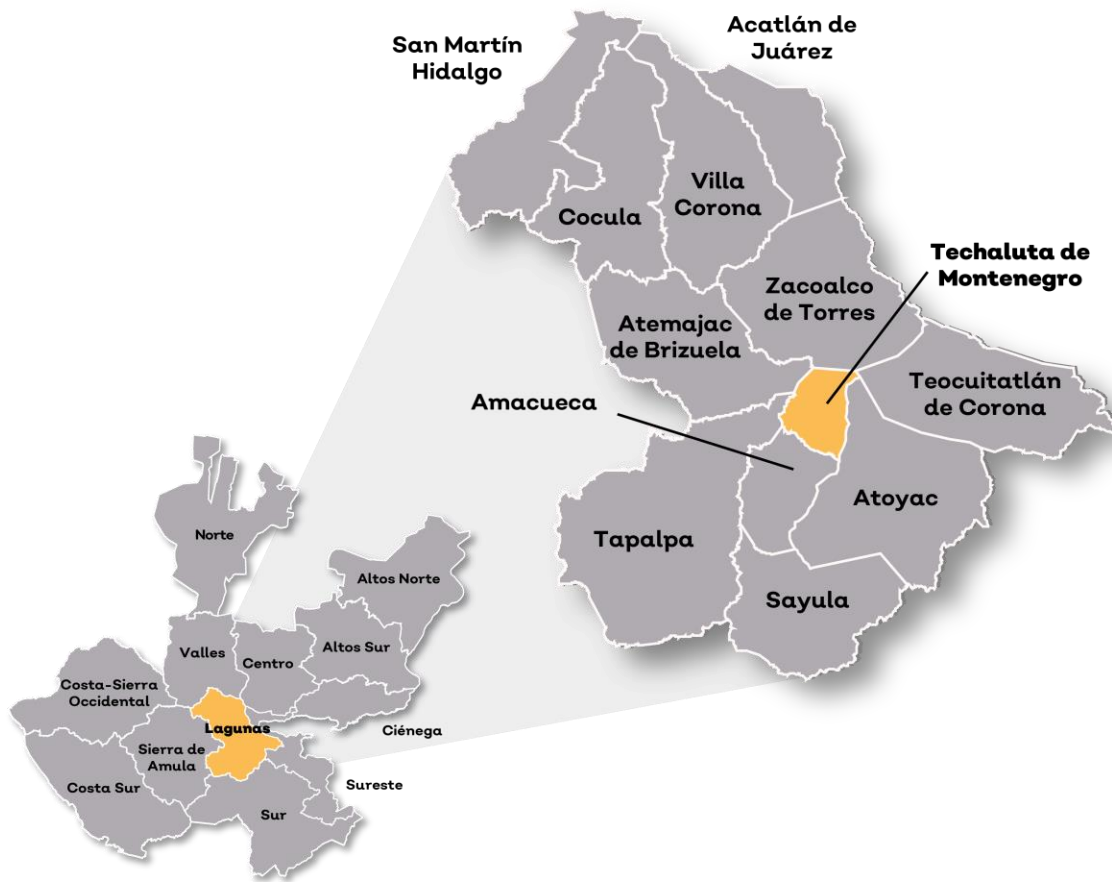 San Martín
Hidalgo
Acatlán de
Juárez
Villa
Corona
Cocula
Techaluta de
Montenegro
Zacoalco
de Torres
Atemajac
de Brizuela
Teocuitatlán
de Corona
Amacueca
Atoyac
Tapalpa
Sayula
Norte
Altos Norte
Valles
Centro
Altos Sur
Costa-Sierra
Occidental
Lagunas
Ciénega
Sierra de
Amula
Costa Sur
Sureste
Sur